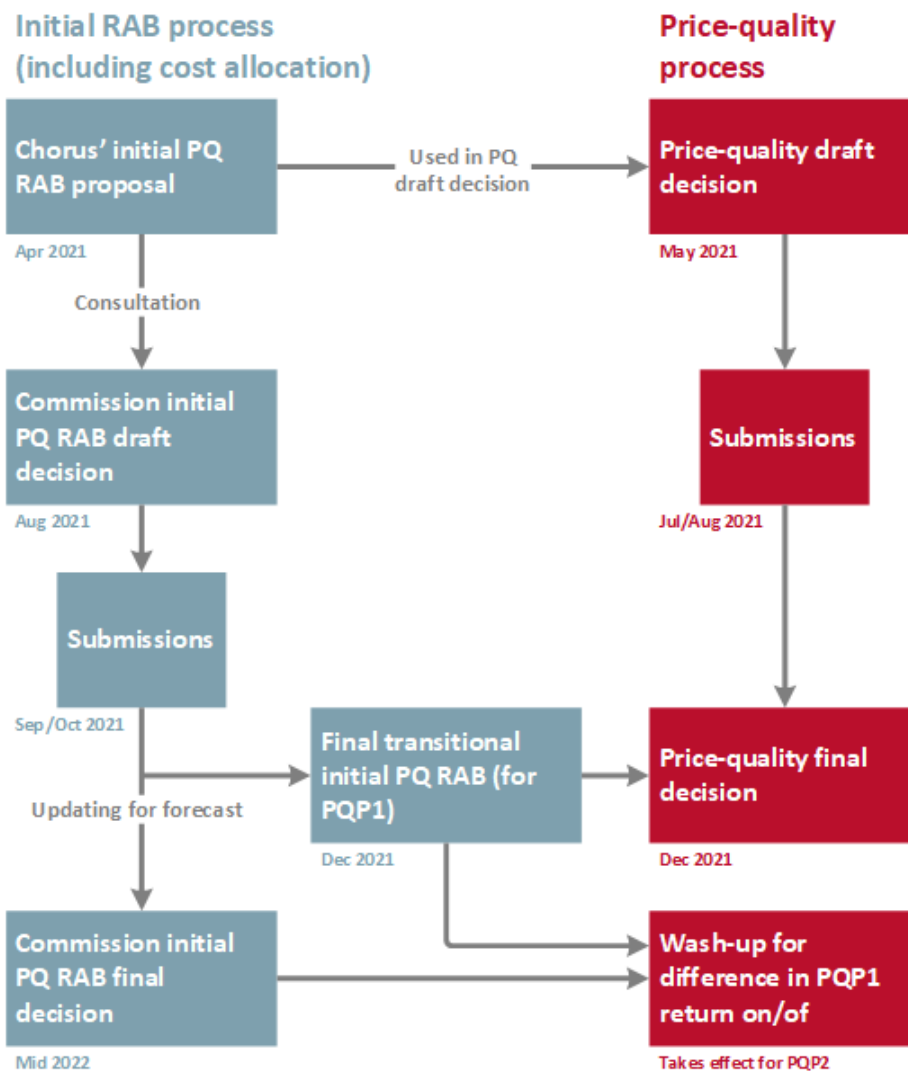 Initial RAB process
(including cost allocation)
Price-quality
process
Chorus’ initial PQ
RAB proposal
Apr 2021
Used in PQ
draft decision
Price-quality draft
decision
May 2021
Consultation
Commission initial
PQ RAB draft
decision
Aug 2021
Submissions
Jul/Aug 2021
Submissions
Sep/Oct 2021
Updating for forecast
Final transitional
initial PQ RAB (for
PQP1)
Dec 2021
Price-quality final
decision
Dec 2021
Commission initial
PQ RAB final
decision
Mid 2022
Wash-up for
difference in PQP1
return on/of
Takes effect for PQP2